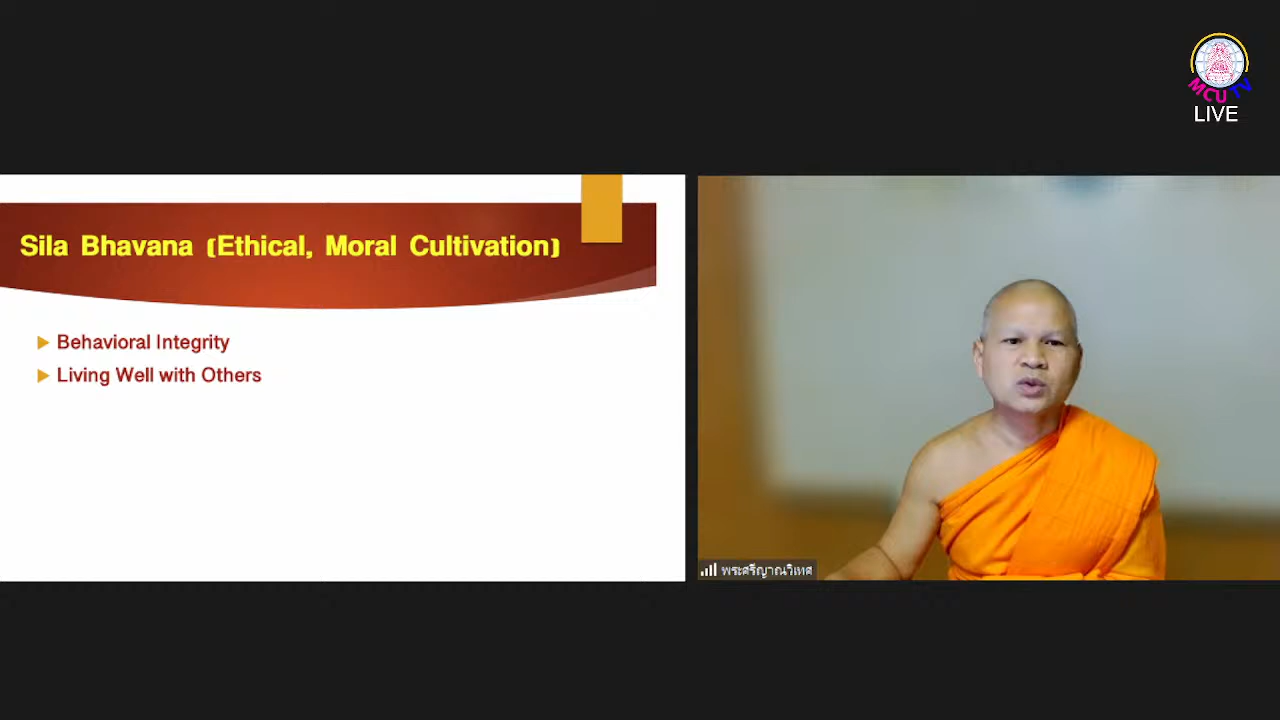 MCU TV
LIVE
Sila Bhavana (Ethical, Moral Cultivation)
Behavioral Integrity
Living Well with Others
พระศรีญาณวิเทศ